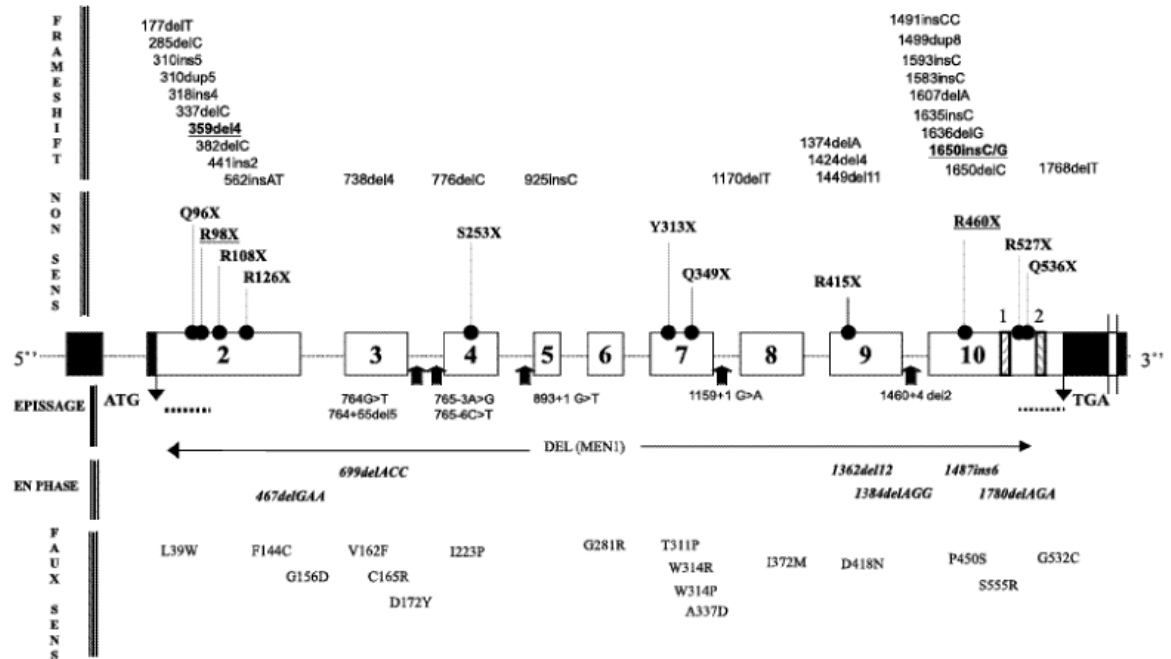 FRAMESHIFT
177delT
285delC
310ins5
310dup5
318ins4
337delC
359del4
382delC
441ins2
562insAT
738del4
776delC
925insC
1170delT
1374delA
1424del4
1449del11
1491insCC
1499dup8
1593insC
1583insC
1607delA
1635insC
1636delG
1650insC/G
1650delC
1768delT
NON SENS
Q96X
R98X
R108X
R126X
S253X
Y313X
Q349X
R415X
R460X
R527X
Q536X
1 2
5'' 2 3 4 5 6 7 8 9 10 3''
EPISSAGE
ATG
764G>T
764+55del5
765-3A>G
765-6C>T
893+1 G>T
1159+1 G>A
1460+4 del2
TGA
DEL (MEN1)
EN PHASE
467delGAA
699delACC
1362del12
1384delAGG
1487ins6
1780delAGA
FAUX SENS
L39W
F144C
G156D
V162F
C165R
D172Y
I223P
G281R
T311P
W314R
W314P
A337D
I372M
D418N
P450S
S555R
G532C